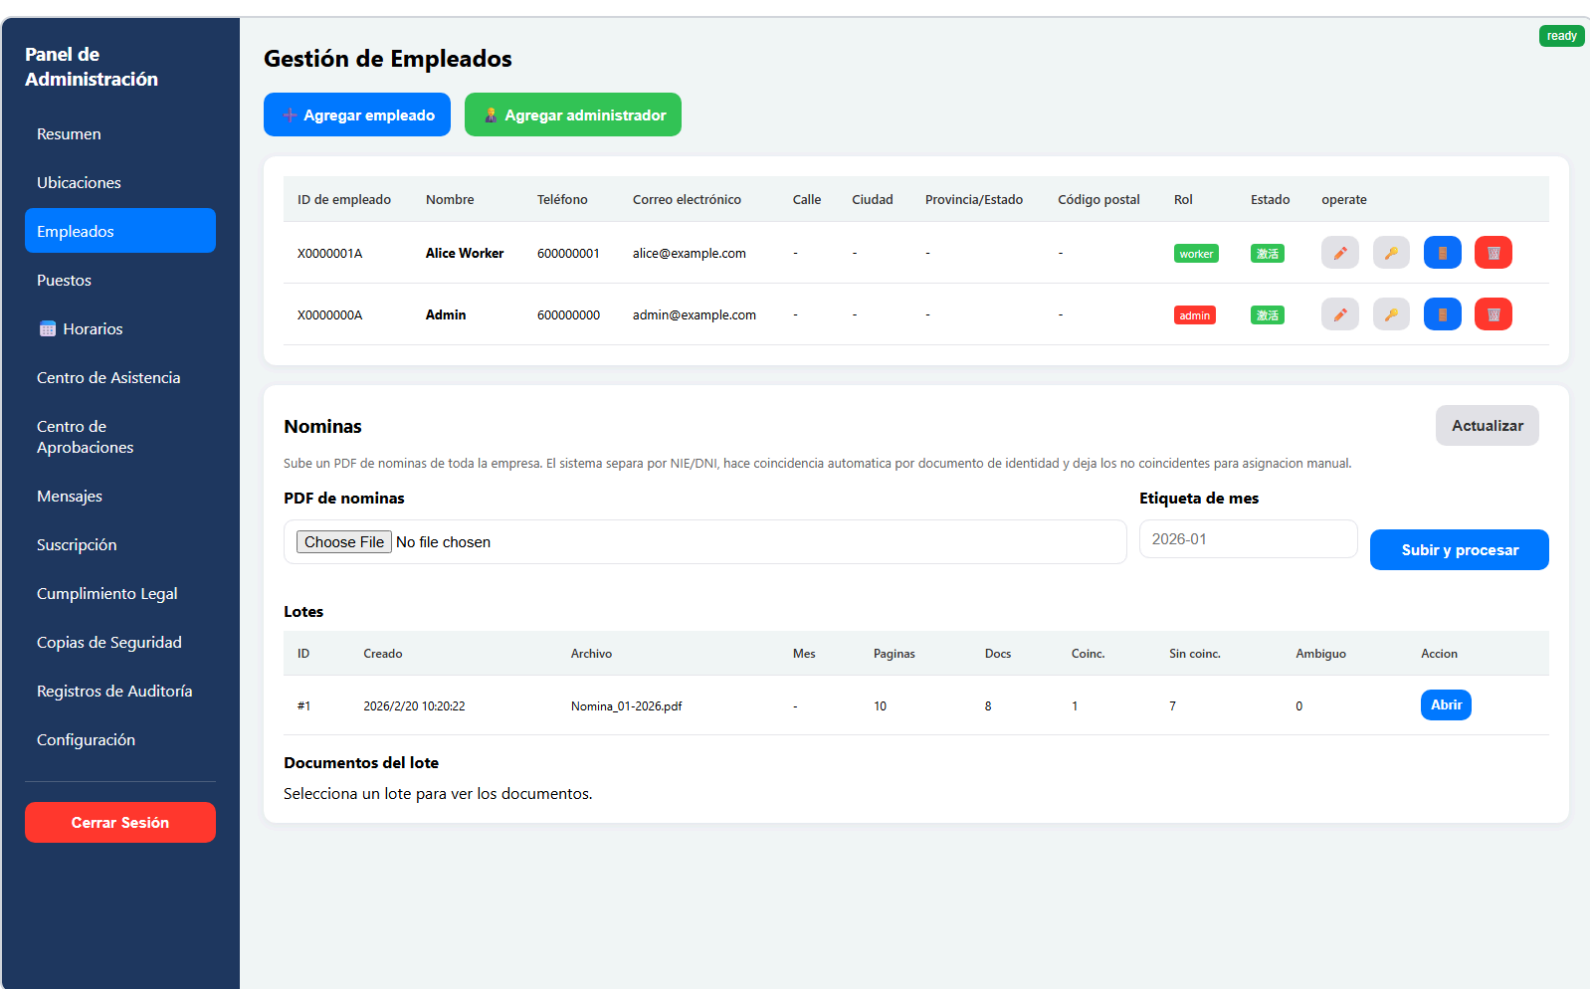 ready
Panel de
Administración
Resumen
Ubicaciones
Empleados
Puestos
Horarios
Centro de Asistencia
Centro de
Aprobaciones
Mensajes
Suscripción
Cumplimiento Legal
Copias de Seguridad
Registros de Auditoría
Configuración
Cerrar Sesión
Gestión de Empleados
Agregar empleado Agregar administrador
ID de empleado Nombre Teléfono Correo electrónico Calle Ciudad Provincia/Estado Código postal Rol Estado operate
X0000001A Alice Worker 600000001 alice@example.com - - - - worker 激活
X0000000A Admin 600000000 admin@example.com - - - - admin 激活
Nominas Actualizar
Sube un PDF de nominas de toda la empresa. El sistema separa por NIE/DNI, hace coincidencia automatica por documento de identidad y deja los no coincidentes para asignacion manual.
PDF de nominas Etiqueta de mes
Choose File No file chosen 2026-01 Subir y procesar
Lotes
ID Creado Archivo Mes Paginas Docs Coinc. Sin coinc. Ambiguo Accion
#1 2026/2/20 10:20:22 Nomina_01-2026.pdf - 10 8 1 7 0 Abrir
Documentos del lote
Selecciona un lote para ver los documentos.